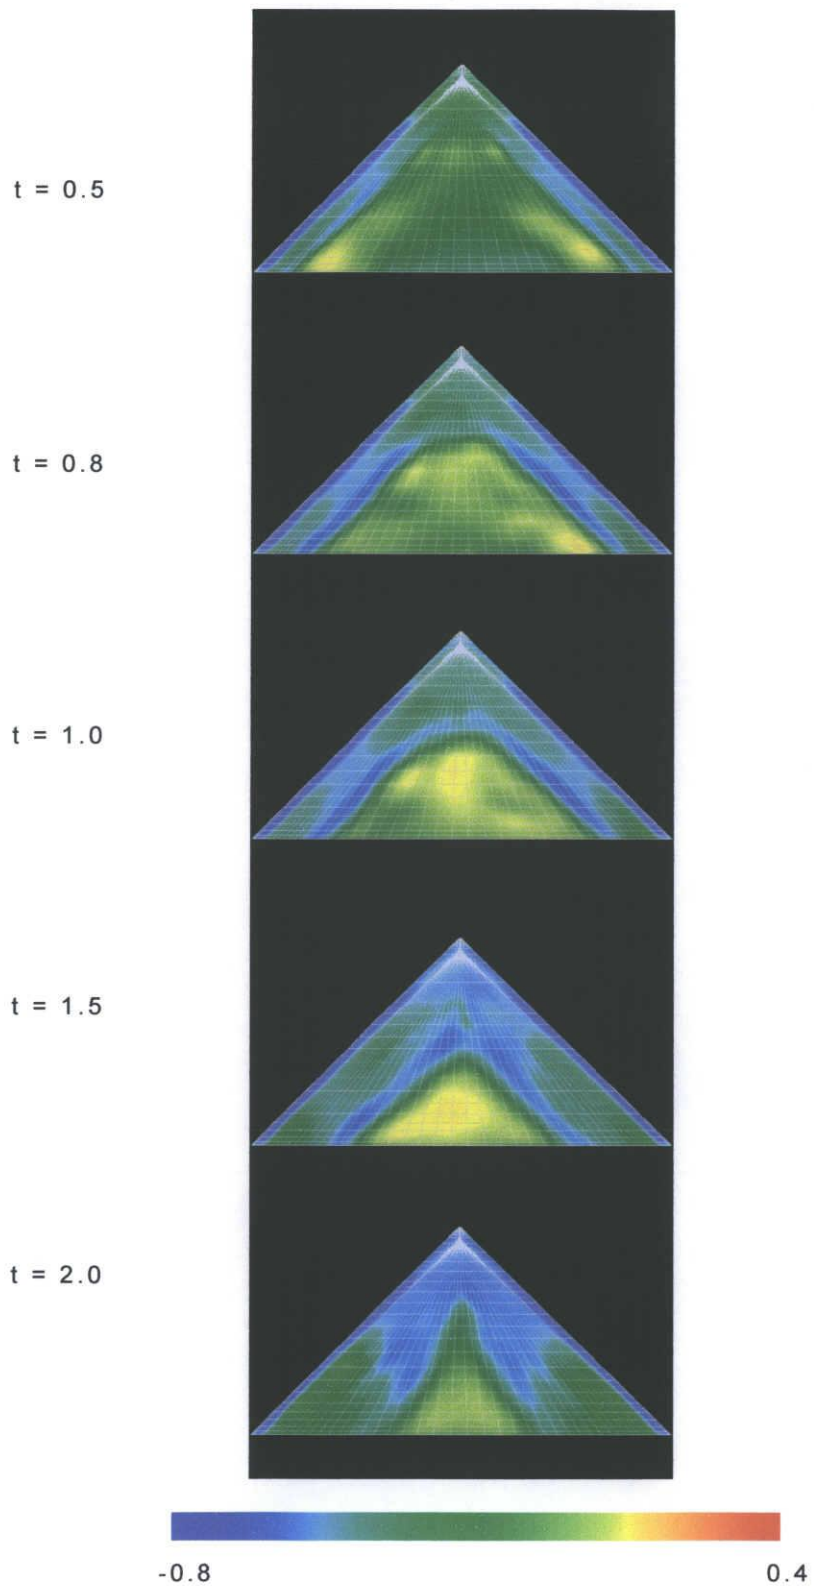 t = 0.5
t = 0.8
t = 1.0
t = 1.5
t = 2.0
-0.8 0.4